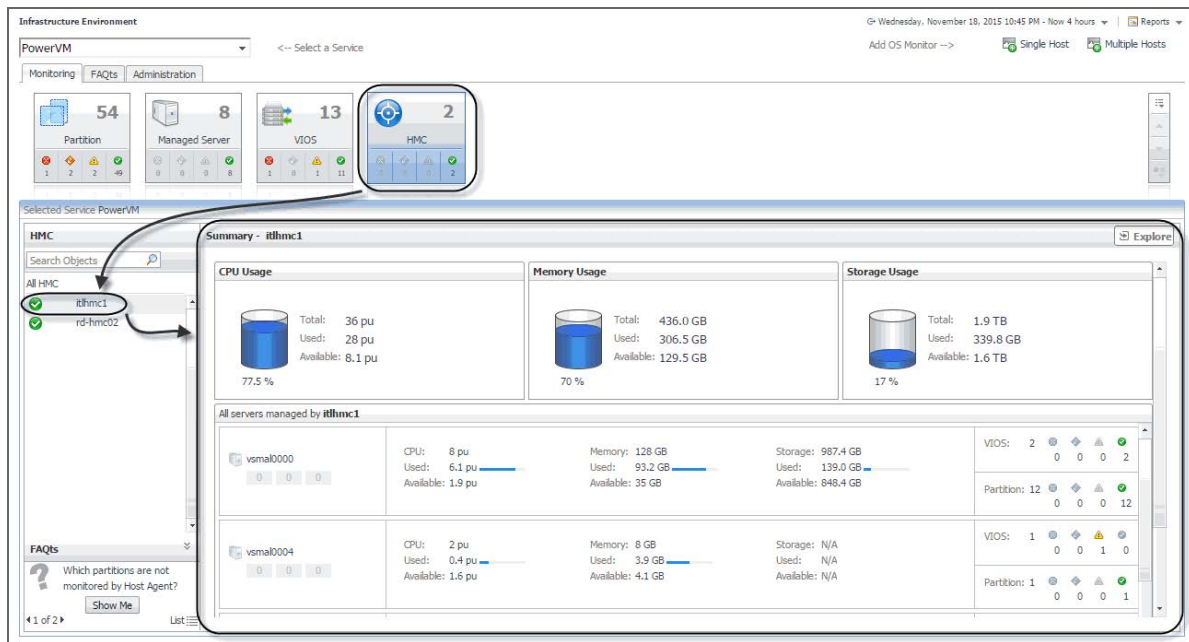 Infrastructure Environment
Wednesday, November 18, 2015 10:45 PM - Now 4 hours | Reports
PowerVM <-- Select a Service Add OS Monitor --> Single Host Multiple Hosts
Monitoring FAQts Administration
54 8 13 2
Partition Managed Server VIOS HMC
1 2 2 49 0 0 0 8 1 0 1 11 0 0 0 2
Selected Service PowerVM
HMC
Search Objects
All HMC
itlhmc1
rd-hmc02
FAQts
Which partitions are not
monitored by Host Agent?
Show Me
1 of 2 List
Summary - itlhmc1 Explore
CPU Usage
Total: 36 pu
Used: 28 pu
Available: 8.1 pu
77.5 %
Memory Usage
Total: 436.0 GB
Used: 306.5 GB
Available: 129.5 GB
70 %
Storage Usage
Total: 1.9 TB
Used: 339.8 GB
Available: 1.6 TB
17 %
All servers managed by itlhmc1
vsmal0000
0 0 0
CPU: 8 pu
Used: 6.1 pu
Available: 1.9 pu
Memory: 128 GB
Used: 93.2 GB
Available: 35 GB
Storage: 987.4 GB
Used: 139.0 GB
Available: 848.4 GB
VIOS: 2
0 0 0 2
Partition: 12
0 0 0 12
vsmal0004
0 0 0
CPU: 2 pu
Used: 0.4 pu
Available: 1.6 pu
Memory: 8 GB
Used: 3.9 GB
Available: 4.1 GB
Storage: N/A
Used: N/A
Available: N/A
VIOS: 1
0 0 1 0
Partition: 1
0 0 0 1